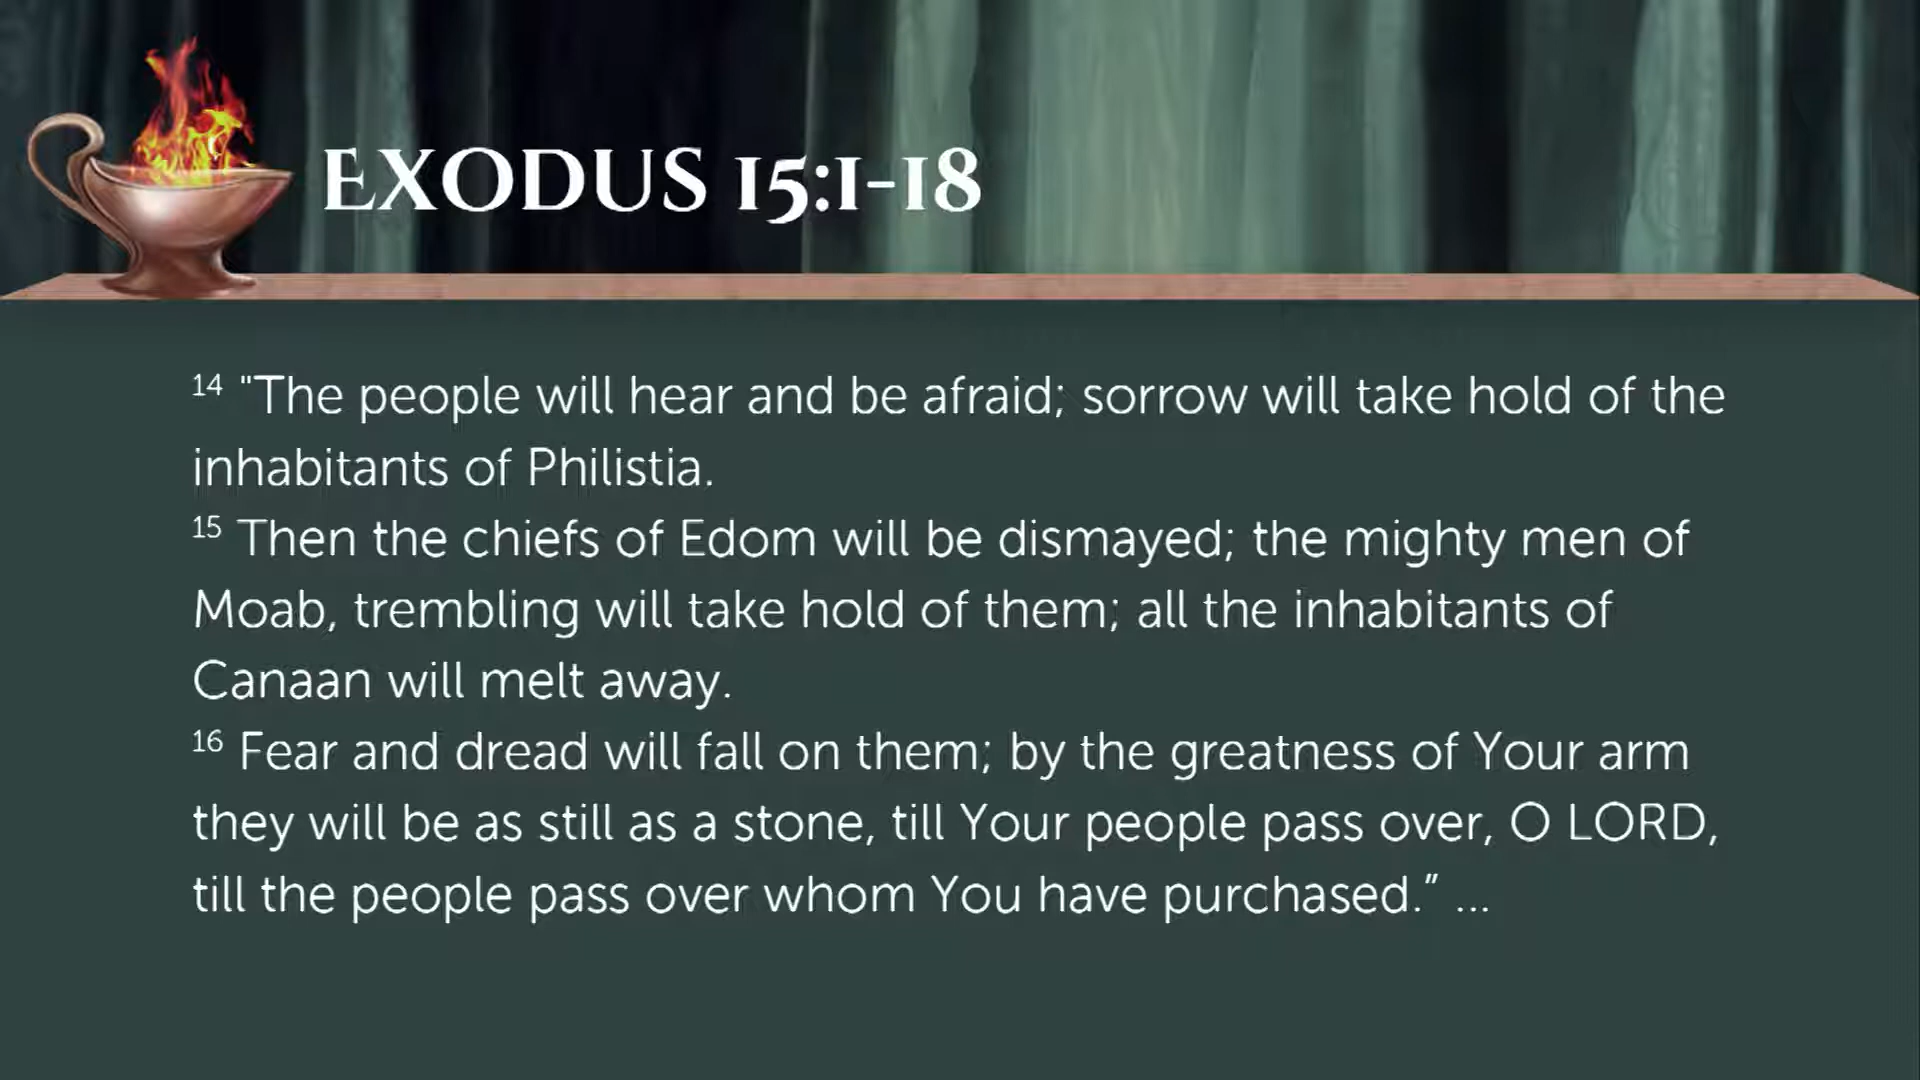 EXODUS 15:1-18
14 "The people will hear and be afraid; sorrow will take hold of the
inhabitants of Philistia.
15 Then the chiefs of Edom will be dismayed; the mighty men of
Moab, trembling will take hold of them; all the inhabitants of
Canaan will melt away.
16 Fear and dread will fall on them; by the greatness of Your arm
they will be as still as a stone, till Your people pass over, O LORD,
till the people pass over whom You have purchased.” ...